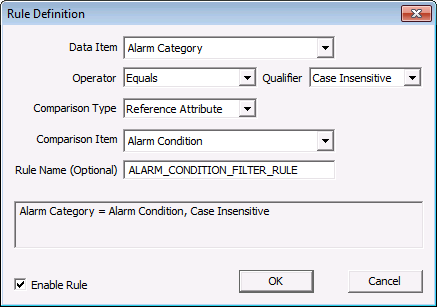 Rule Definition
Data Item Alarm Category
Operator Equals Qualifier Case Insensitive
Comparison Type Reference Attribute
Comparison Item Alarm Condition
Rule Name (Optional) ALARM_CONDITION_FILTER_RULE
Alarm Category = Alarm Condition, Case Insensitive
Enable Rule OK Cancel